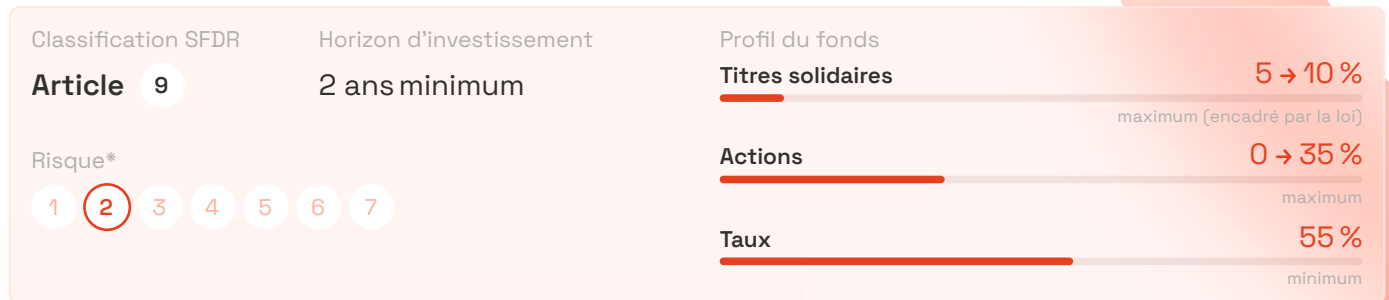 Classification SFDR
Article 9
Horizon d'investissement
2 ans minimum
Risque*
1 2 3 4 5 6 7
Profil du fonds
Titres solidaires 5 → 10 %
maximum (encadré par la loi)
Actions 0 → 35 %
maximum
Taux 55 %
minimum